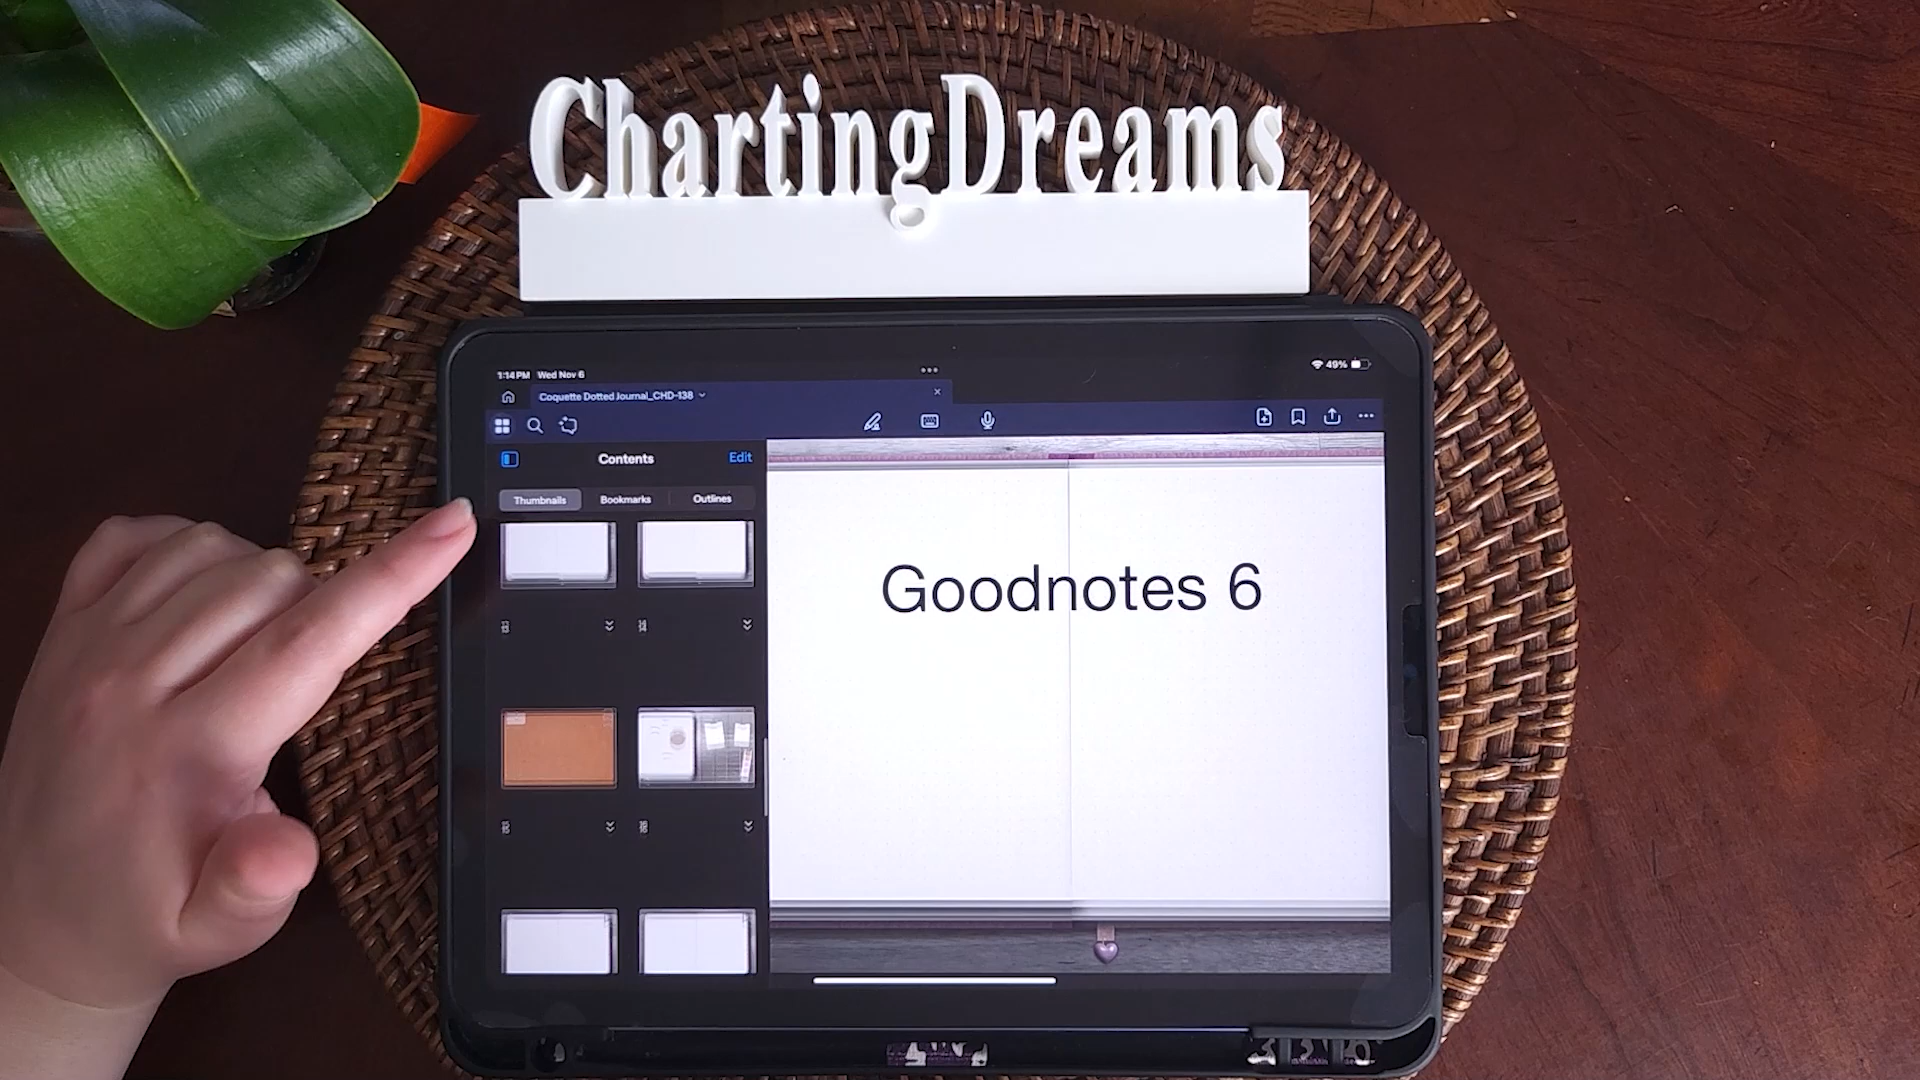 ChartingDreams
1:14 PM Wed Nov 6
49%
Coquette Dotted Journal_CHD-138
Contents
Edit
Thumbnails
Bookmarks
Outlines
Goodnotes 6